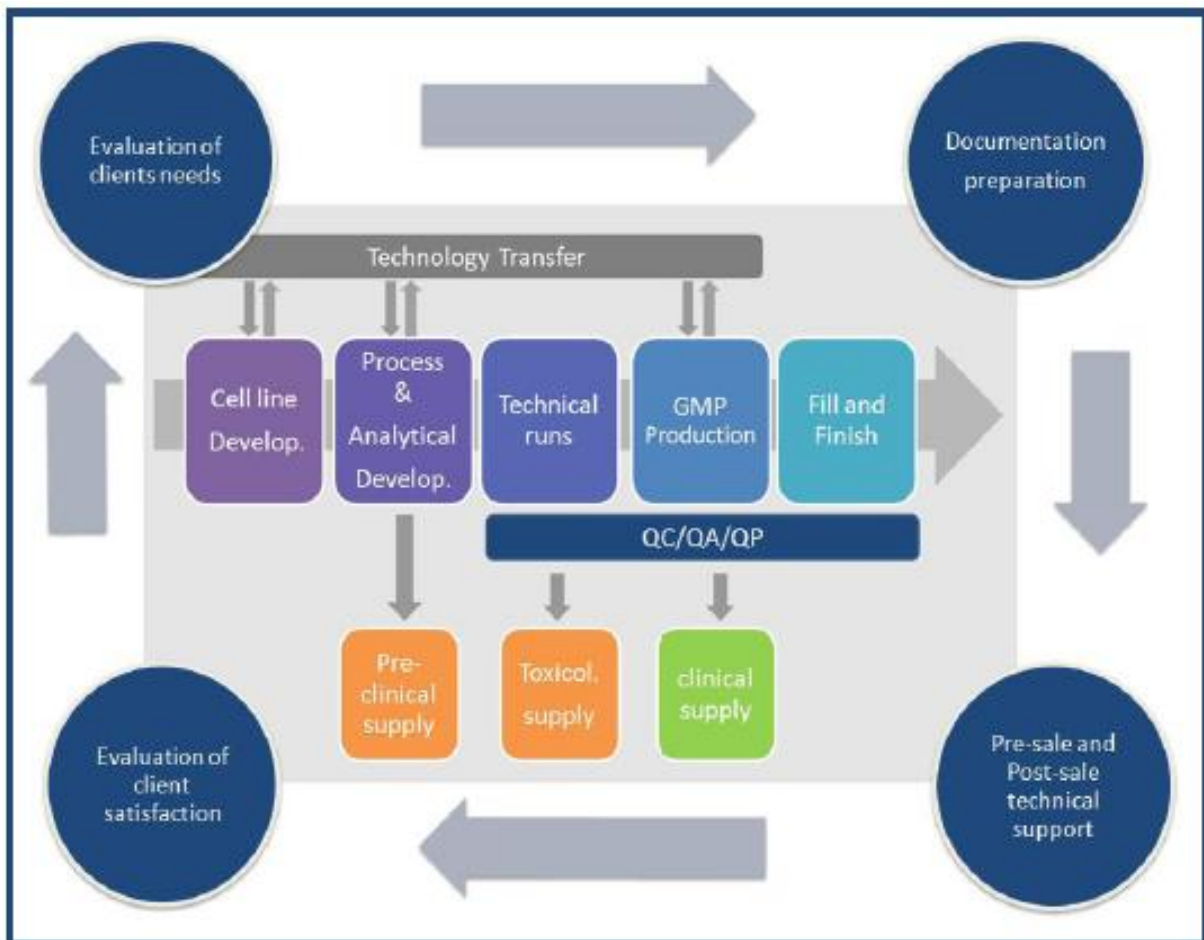 Evaluation of
clients needs
Documentation
preparation
Technology Transfer
Cell line
Develop.
Process
&
Analytical
Develop.
Technical
runs
GMP
Production
Fill and
Finish
QC/QA/QP
Pre-
clinical
supply
Toxicol.
supply
clinical
supply
Evaluation of
client
satisfaction
Pre-sale and
Post-sale
technical
support